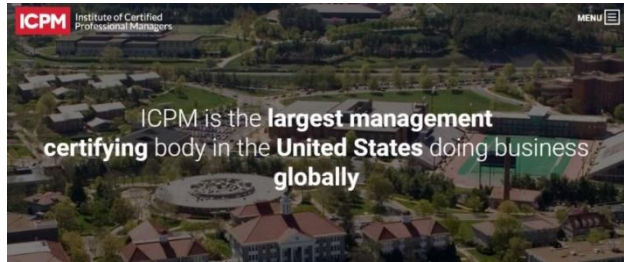 ICPM
Institute of Certified
Professional Managers
MENU
ICPM is the largest management
certifying body in the United States doing business
globally